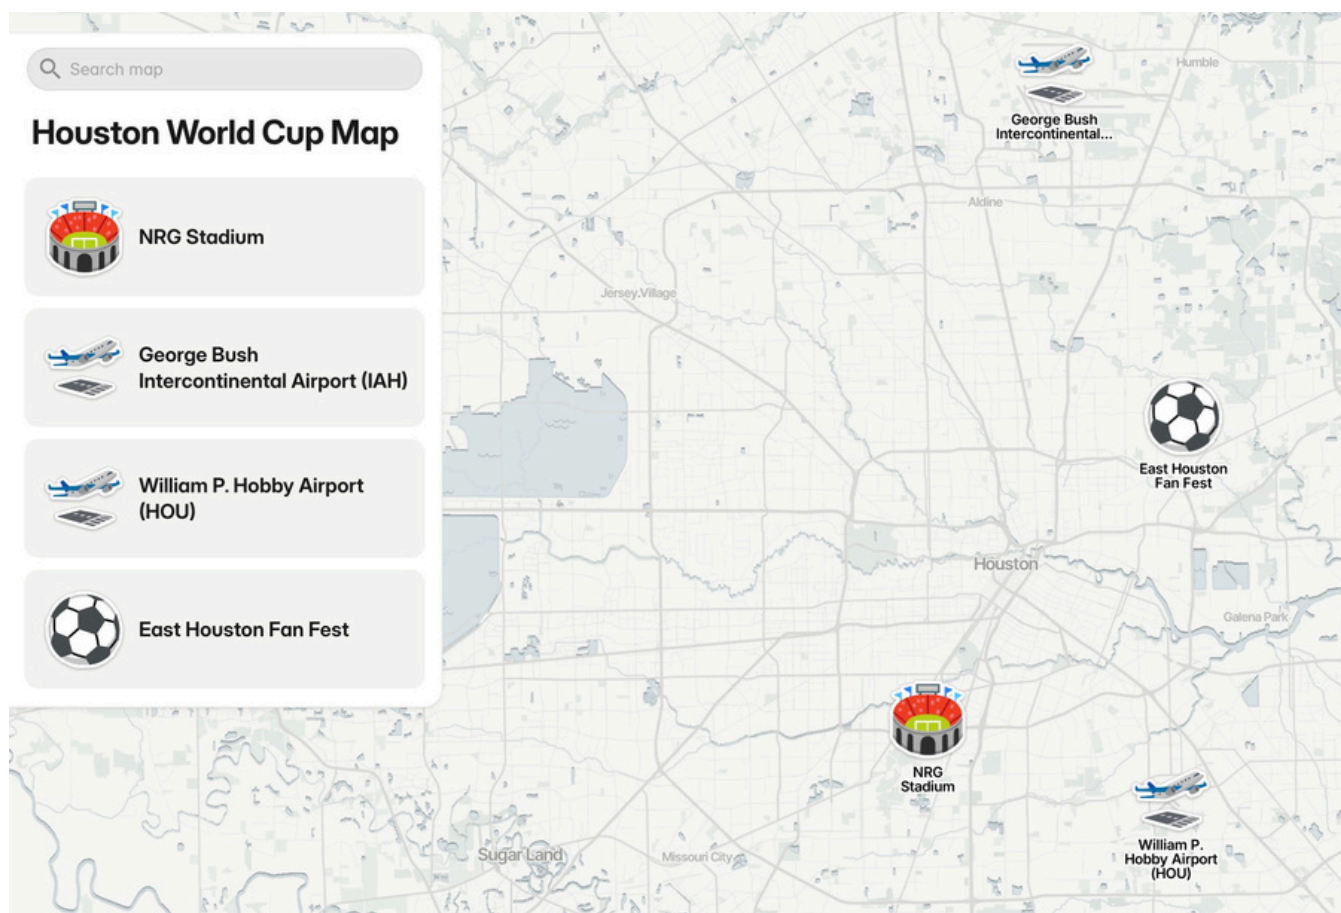 Search map
Houston World Cup Map
NRG Stadium
George Bush
Intercontinental Airport (IAH)
William P. Hobby Airport
(HOU)
East Houston Fan Fest
Humble
George Bush
Intercontinental...
Aldine
Jersey Village
East Houston
Fan Fest
Houston
Galena Park
NRG
Stadium
William P.
Hobby Airport
(HOU)
Sugar Land
Missouri City